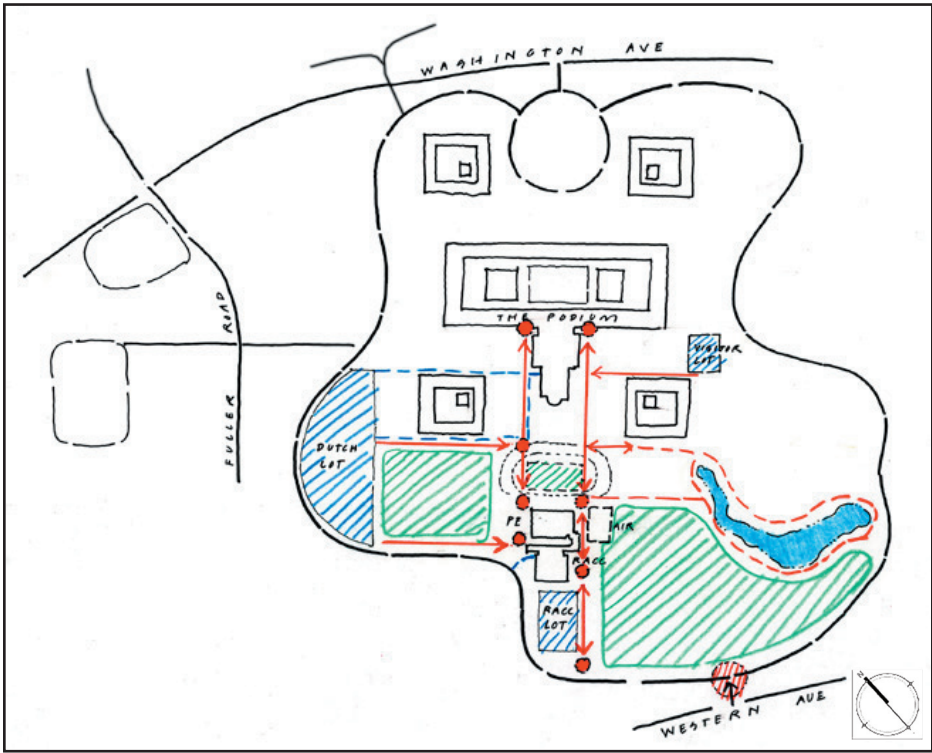 WASHINGTON AVE
FULLER ROAD
THE PODIUM
VISITOR
LOT
DUTCH
LOT
PE
AIR
RACC
RACC
LOT
WESTERN AVE
N